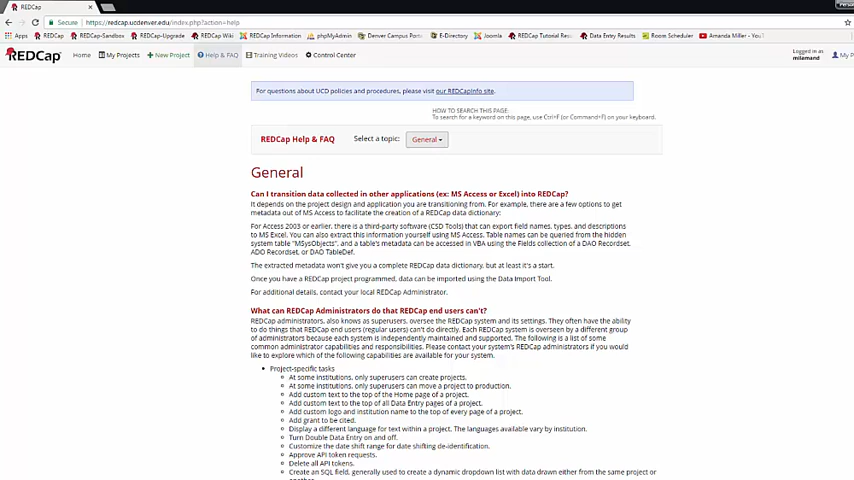 REDCap
Secure https://redcap.ucdenver.edu/index.php?action=help
Apps REDCap REDCap-Sandbox REDCap-Upgrade REDCap Wiki REDCap Information phpMyAdmin Denver Campus Port E-Directory Joomla REDCap Tutorial Res Data Entry Results Room Scheduler Amanda Miller - You
REDCap Home My Projects New Project Help & FAQ Training Videos Control Center Logged in as milamand My P
For questions about UCD policies and procedures, please visit our REDCapInfo site.
HOW TO SEARCH THIS PAGE:
To search for a keyword on this page, use Ctrl+F (or Command+F) on your keyboard.
REDCap Help & FAQ Select a topic: General
General
Can I transition data collected in other applications (ex: MS Access or Excel) into REDCap?
It depends on the project design and application you are transitioning from. For example, there are a few options to get
metadata out of MS Access to facilitate the creation of a REDCap data dictionary:
For Access 2003 or earlier, there is a third-party software (CSD Tools) that can export field names, types, and descriptions
to MS Excel. You can also extract this information yourself using MS Access. Table names can be queried from the hidden
system table "MSysObjects", and a table's metadata can be accessed in VBA using the Fields collection of a DAO Recordset,
ADO Recordset, or DAO TableDef.
The extracted metadata won't give you a complete REDCap data dictionary, but at least it's a start.
Once you have a REDCap project programmed, data can be imported using the Data Import Tool.
For additional details, contact your local REDCap Administrator.
What can REDCap Administrators do that REDCap end users can't?
REDCap administrators, also known as superusers, oversee the REDCap system and its settings. They often have the ability
to do things that REDCap end users (regular users) can't do directly. Each REDCap system is overseen by a different group
of administrators because each system is independently maintained and supported. The following is a list of some
common administrator capabilities and responsibilities. Please contact your system's REDCap administrators if you would
like to explore which of the following capabilities are available for your system.
Project-specific tasks
At some institutions, only superusers can create projects.
At some institutions, only superusers can move a project to production.
Add custom text to the top of the Home page of a project.
Add custom text to the top of all Data Entry pages of a project.
Add custom logo and institution name to the top of every page of a project.
Add grant to be cited.
Display a different language for text within a project. The languages available vary by institution.
Turn Double Data Entry on and off.
Customize the date shift range for date shifting de-identification.
Approve API token requests.
Delete all API tokens.
Create an SQL field, generally used to create a dynamic dropdown list with data drawn either from the same project or